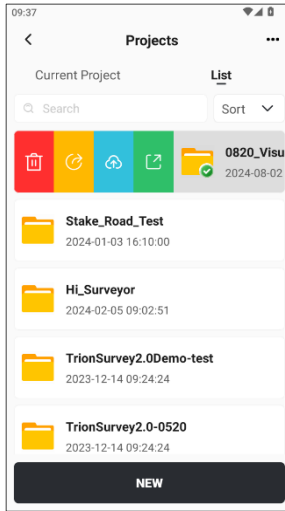 09:37
Projects
Current Project
List
Search
Sort
0820_Visu
2024-08-02
Stake_Road_Test
2024-01-03 16:10:00
Hi_Surveyor
2024-02-05 09:02:51
TrionSurvey2.0Demo-test
2023-12-14 09:24:24
TrionSurvey2.0-0520
2023-12-14 09:24:24
NEW